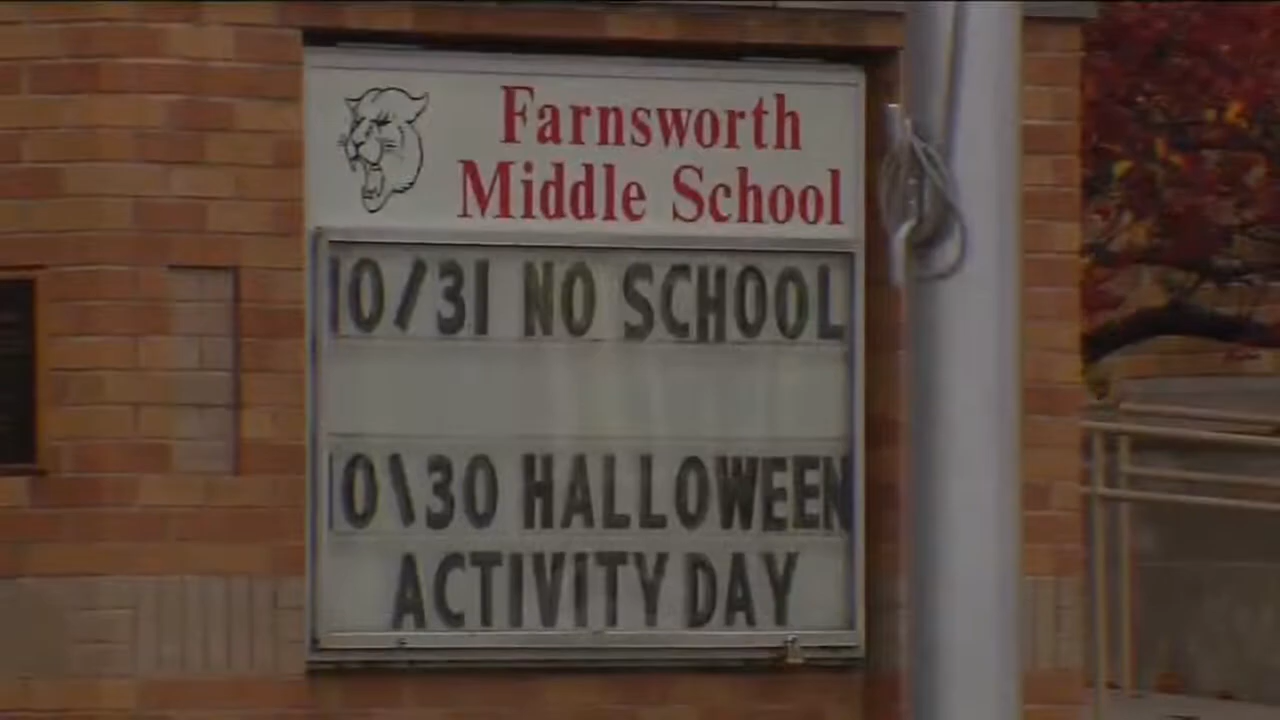 Farnsworth
Middle School
10/31 NO SCHOOL
10\30 HALLOWEEN
ACTIVITY DAY